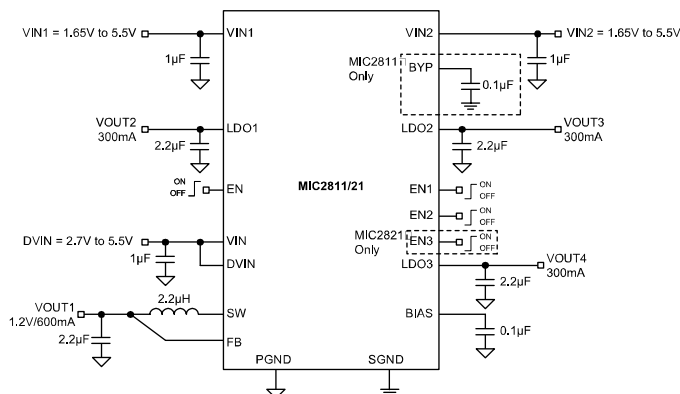 VIN1 = 1.65V to 5.5V
VIN1
1µF
VIN2
VIN2 = 1.65V to 5.5V
1µF
MIC2811
Only
BYP
0.1µF
VOUT2
300mA
LDO1
2.2µF
LDO2
VOUT3
300mA
2.2µF
MIC2811/21
ON
OFF
EN
EN1
ON
OFF
EN2
ON
OFF
MIC2821
Only
EN3
ON
OFF
DVIN = 2.7V to 5.5V
VIN
1µF
DVIN
LDO3
VOUT4
300mA
2.2µF
VOUT1
1.2V/600mA
2.2µH
SW
2.2µF
FB
BIAS
0.1µF
PGND
SGND